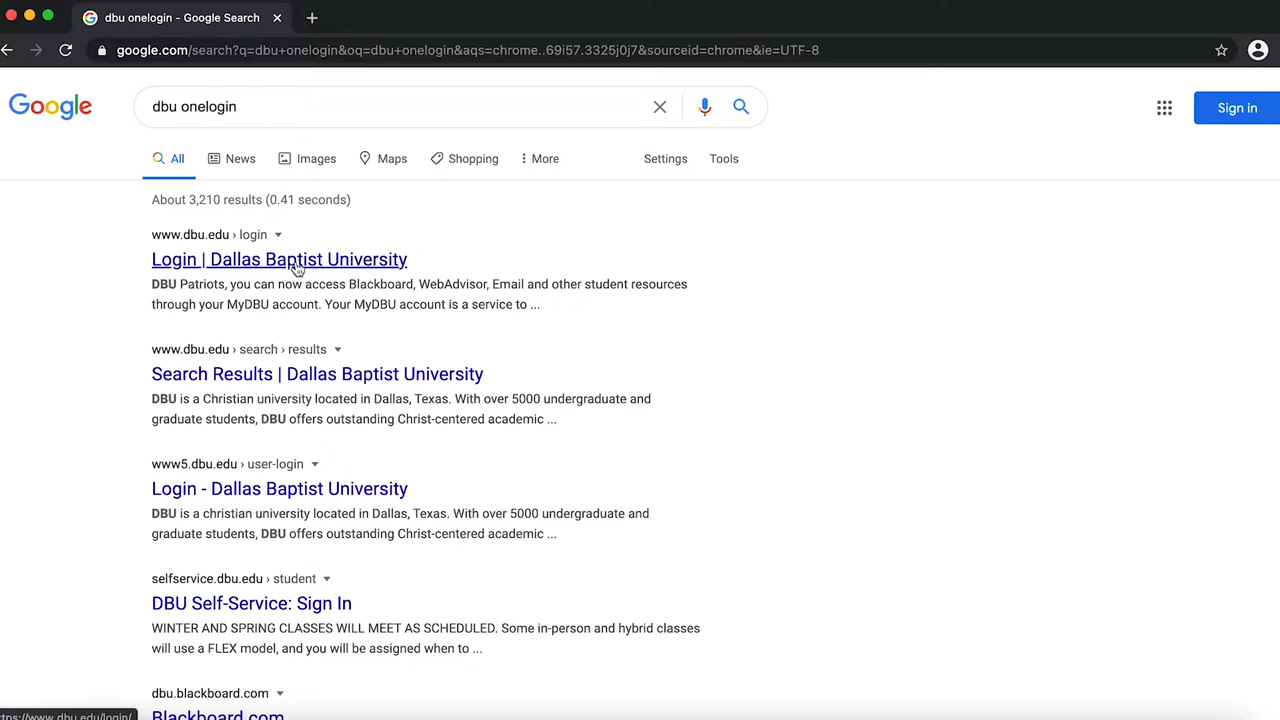 dbu onelogin - Google Search
google.com/search?q=dbu+onelogin&oq=dbu+onelogin&aqs=chrome..69i57.3325j0j7&sourceid=chrome&ie=UTF-8
Google
dbu onelogin
Sign in
All
News
Images
Maps
Shopping
More
Settings
Tools
About 3,210 results (0.41 seconds)
www.dbu.edu › login
Login | Dallas Baptist University
DBU Patriots, you can now access Blackboard, WebAdvisor, Email and other student resources
through your MyDBU account. Your MyDBU account is a service to ...
www.dbu.edu › search › results
Search Results | Dallas Baptist University
DBU is a Christian university located in Dallas, Texas. With over 5000 undergraduate and
graduate students, DBU offers outstanding Christ-centered academic ...
www5.dbu.edu › user-login
Login - Dallas Baptist University
DBU is a christian university located in Dallas, Texas. With over 5000 undergraduate and
graduate students, DBU offers outstanding Christ-centered academic ...
selfservice.dbu.edu › student
DBU Self-Service: Sign In
WINTER AND SPRING CLASSES WILL MEET AS SCHEDULED. Some in-person and hybrid classes
will use a FLEX model, and you will be assigned when to ...
dbu.blackboard.com
Blackboard.com
ttps://www.dbu.edu/login/